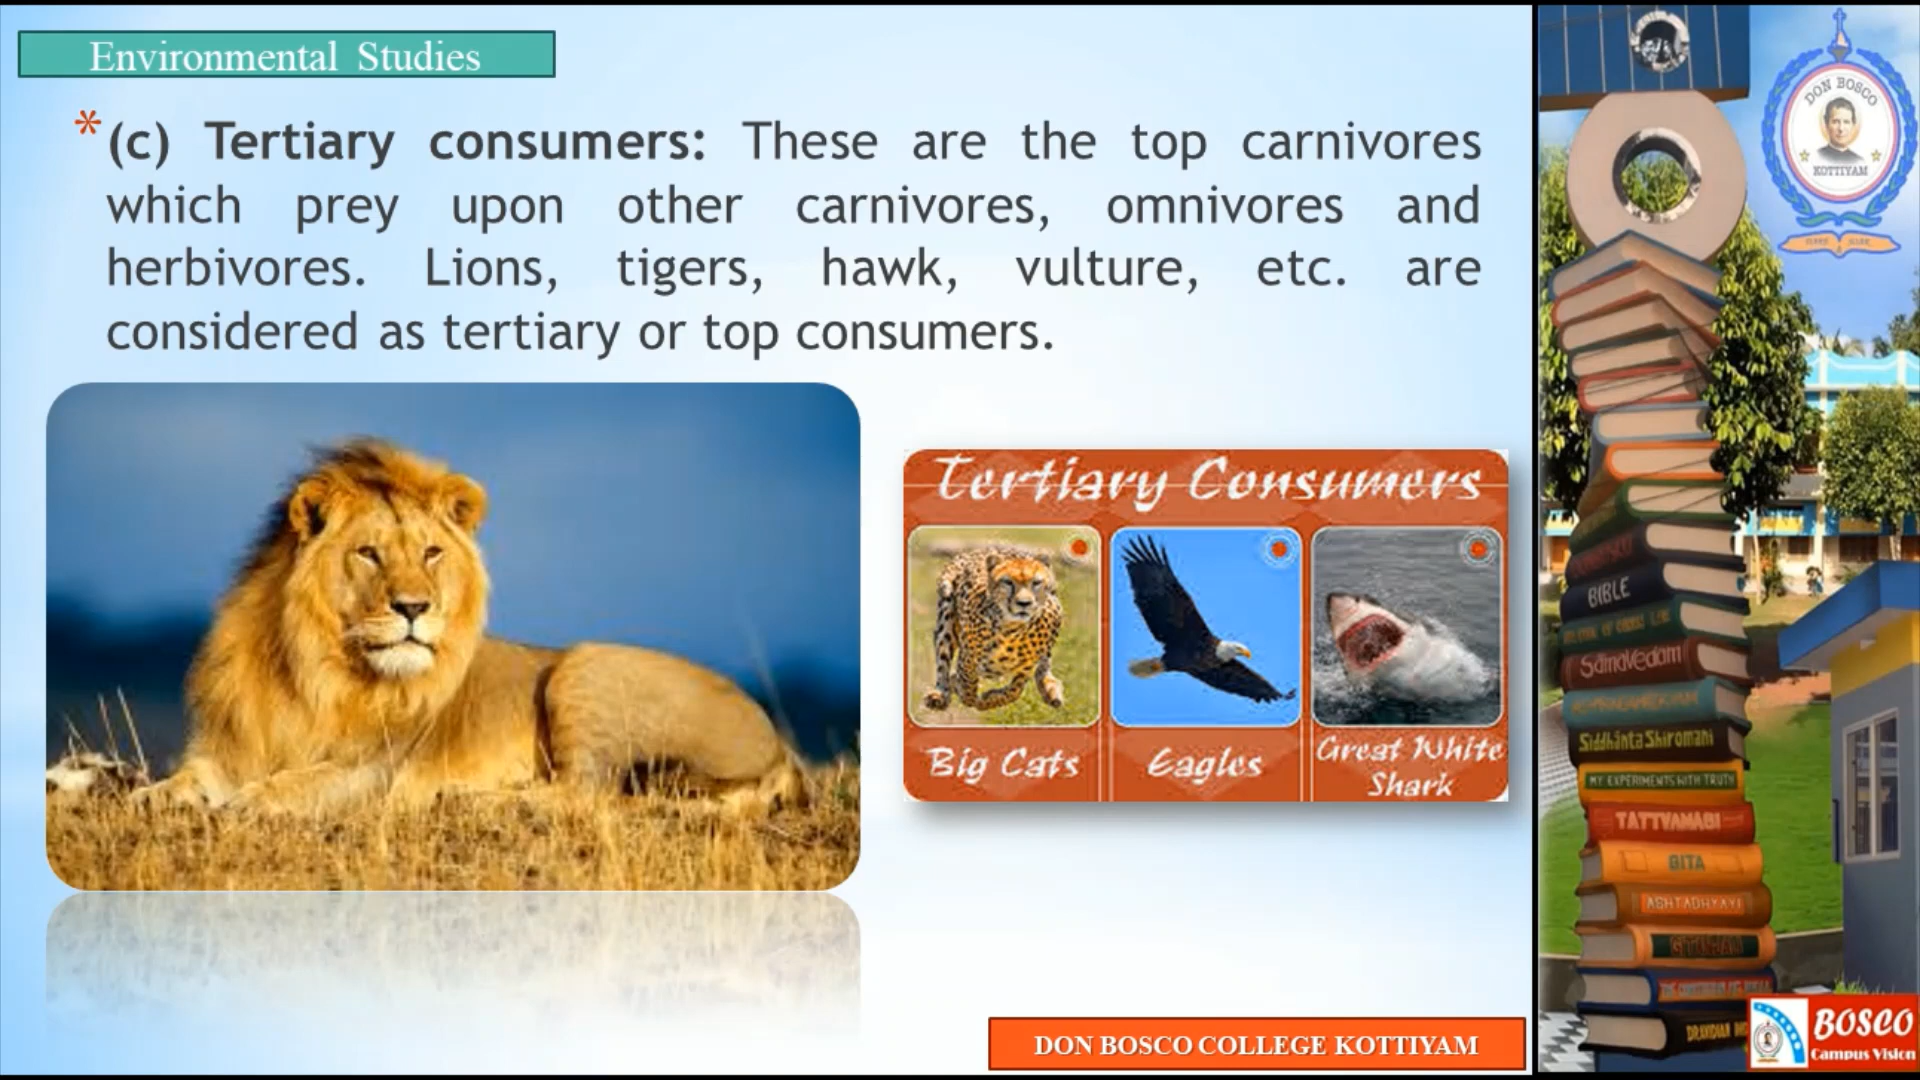 Environmental Studies
* (c) Tertiary consumers: These are the top carnivores
which prey upon other carnivores, omnivores and
herbivores. Lions, tigers, hawk, vulture, etc. are
considered as tertiary or top consumers.
Tertiary Consumers
Big Cats
Eagles
Great White
Shark
DON BOSCO COLLEGE KOTTIYAM
DON BOSCO
KOTTIYAM
BIBLE
SamaVedam
Siddhanta Shiromani
MY EXPERIMENTS WITH TRUTH
TATTVAMASI
GITA
ASHTADHYAYI
BOSCO
Campus Vision